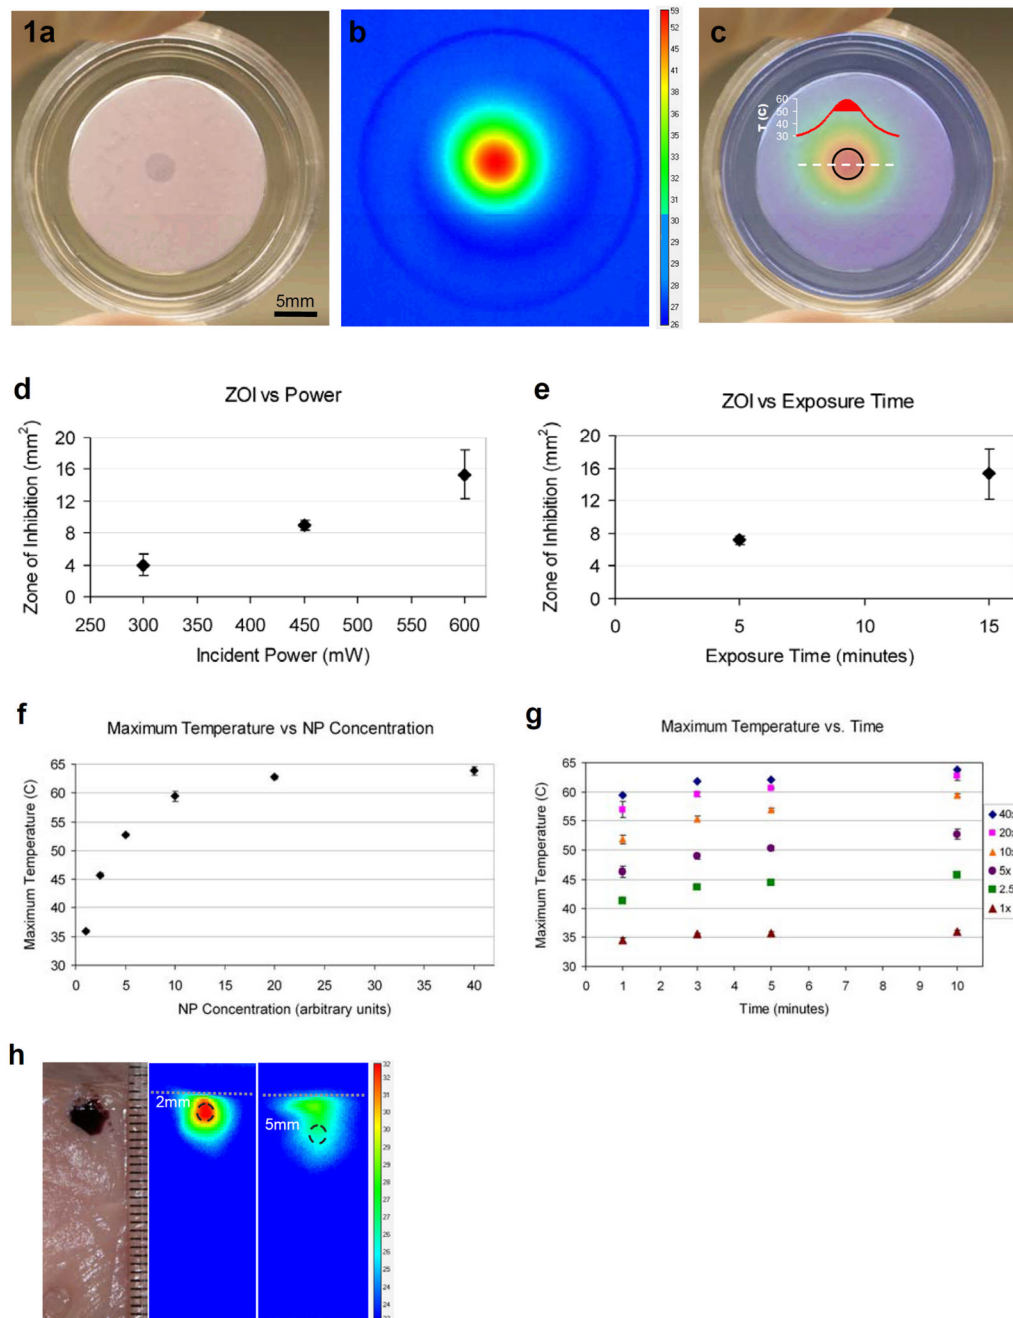 1a
5mm
b
59
52
45
41
38
35
33
32
30
29
28
27
26
c
T (C)
60
50
40
30
d
ZOI vs Power
Zone of Inhibition (mm²)
20
16
12
8
4
0
250 300 350 400 450 500 550 600
Incident Power (mW)
e
ZOI vs Exposure Time
Zone of Inhibition (mm²)
20
16
12
8
4
0
0 5 10 15
Exposure Time (minutes)
f
Maximum Temperature vs NP Concentration
Maximum Temperature (C)
65
60
55
50
45
40
35
30
0 5 10 15 20 25 30 35 40
NP Concentration (arbitrary units)
g
Maximum Temperature vs. Time
Maximum Temperature (C)
65
60
55
50
45
40
35
30
0 1 2 3 4 5 6 7 8 9 10
Time (minutes)
40x
20x
10x
5x
2.5
1x
h
2mm
5mm
32
31
30
30
29
28
27
26
25
24
24